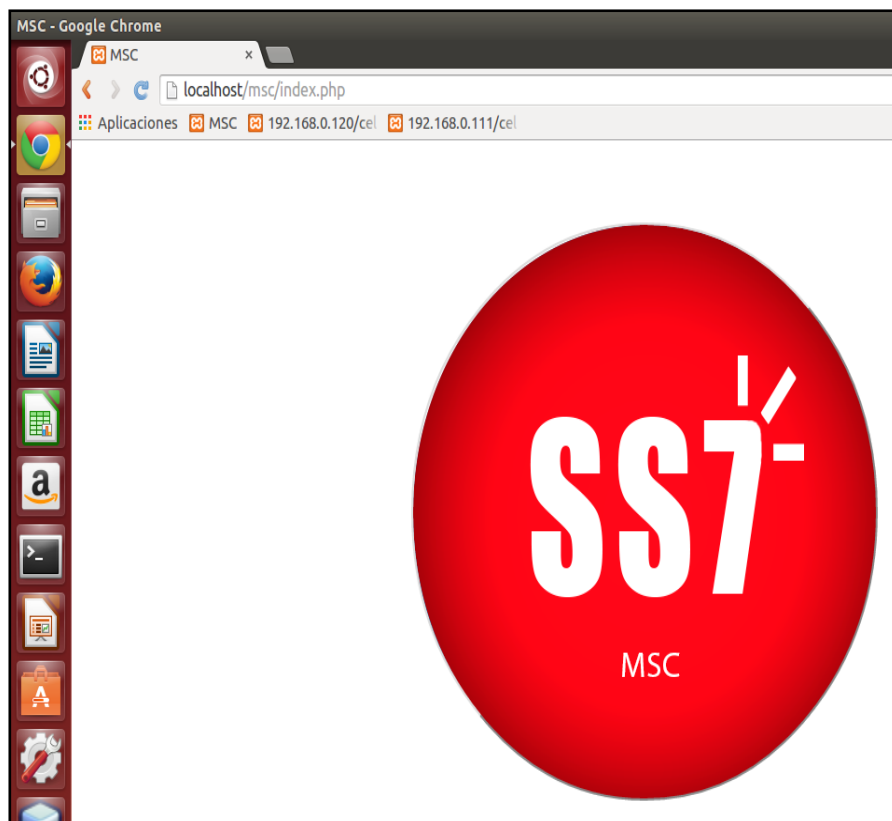 MSC - Google Chrome
MSC ×
localhost/msc/index.php
Aplicaciones MSC 192.168.0.120/cel 192.168.0.111/cel
SS7
MSC